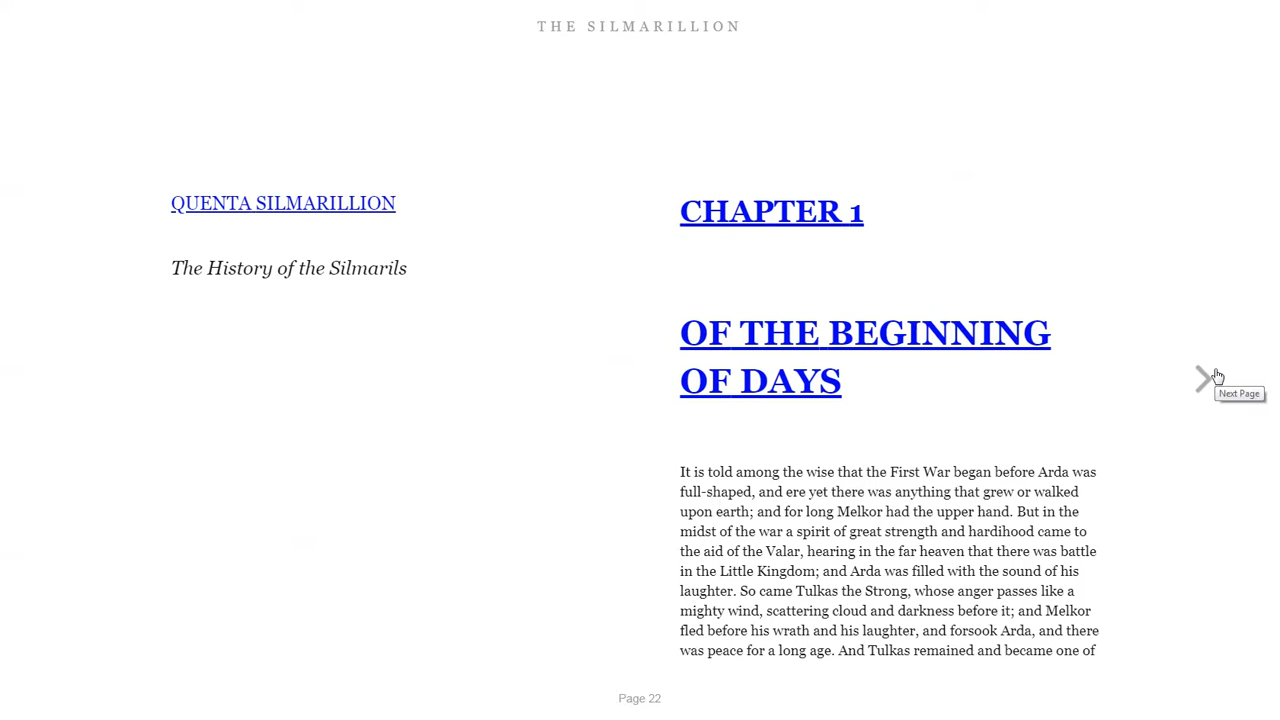 THE SILMARILLION
QUENTA SILMARILLION
The History of the Silmarils
CHAPTER 1
OF THE BEGINNING
OF DAYS
It is told among the wise that the First War began before Arda was
full-shaped, and ere yet there was anything that grew or walked
upon earth; and for long Melkor had the upper hand. But in the
midst of the war a spirit of great strength and hardihood came to
the aid of the Valar, hearing in the far heaven that there was battle
in the Little Kingdom; and Arda was filled with the sound of his
laughter. So came Tulkas the Strong, whose anger passes like a
mighty wind, scattering cloud and darkness before it; and Melkor
fled before his wrath and his laughter, and forsook Arda, and there
was peace for a long age. And Tulkas remained and became one of
Next Page
Page 22